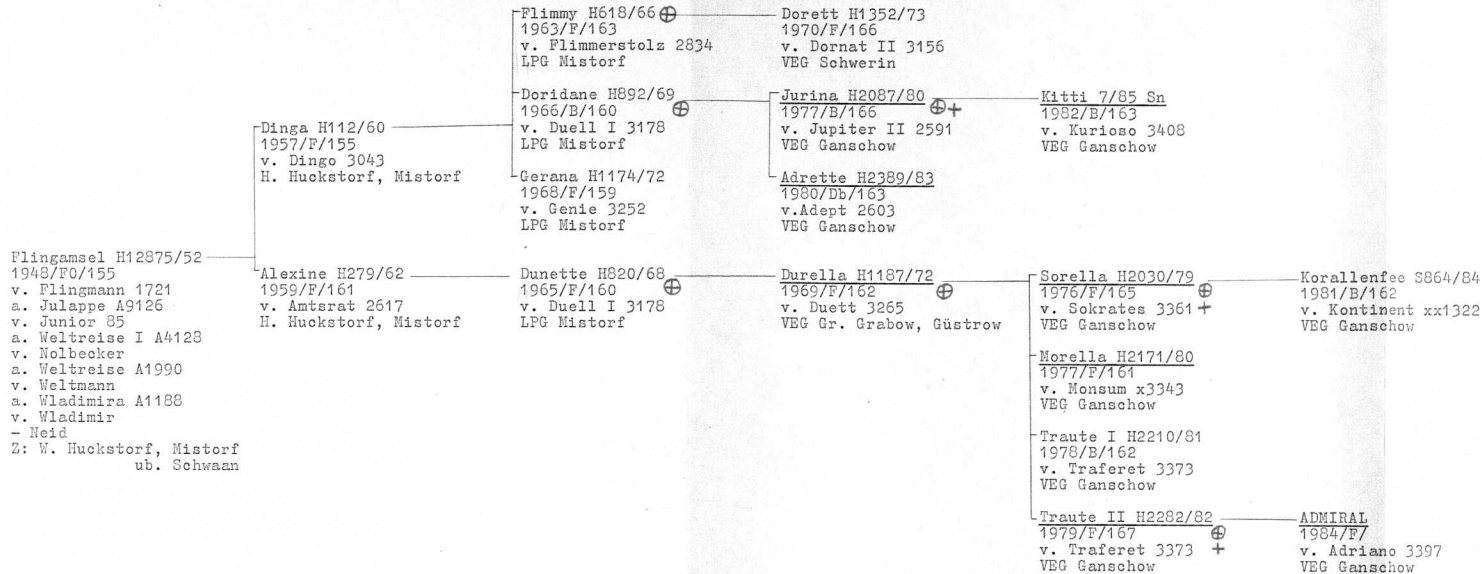 Flingamsel H12875/52
1948/FO/155
v. Flingmann 1721
a. Julappe A9126
v. Junior 85
a. Weltreise I A4128
v. Nolbecker
a. Weltreise A1990
v. Weltmann
a. Wladimira A1188
v. Wladimir
- Neid
Z: W. Huckstorf, Mistorf
ub. Schwaan
Dinga H112/60
1957/F/155
v. Dingo 3043
H. Huckstorf, Mistorf
Alexine H279/62
1959/F/161
v. Amtsrat 2617
H. Huckstorf, Mistorf
Flimmy H618/66
1963/F/163
v. Flimmerstolz 2834
LPG Mistorf
Doridane H892/69
1966/B/160
v. Duell I 3178
LPG Mistorf
Gerana H1174/72
1968/F/159
v. Genie 3252
LPG Mistorf
Dunette H820/68
1965/F/160
v. Duell I 3178
LPG Mistorf
Dorett H1352/73
1970/F/166
v. Dornat II 3156
VEG Schwerin
Jurina H2087/80
1977/B/166
v. Jupiter II 2591
VEG Ganschow
Adrette H2389/83
1980/Db/163
v.Adept 2603
VEG Ganschow
Durella H1187/72
1969/F/162
v. Duett 3265
VEG Gr. Grabow, Güstrow
Kitti 7/85 Sn
1982/B/163
v. Kurioso 3408
VEG Ganschow
Sorella H2030/79
1976/F/165
v. Sokrates 3361
VEG Ganschow
Morella H2171/80
1977/F/161
v. Monsum x3343
VEG Ganschow
Traute I H2210/81
1978/B/162
v. Traferet 3373
VEG Ganschow
Traute II H2282/82
1979/F/167
v. Traferet 3373
VEG Ganschow
Korallenfee S864/84
1981/B/162
v. Kontinent xx1322
VEG Ganschow
ADMIRAL
1984/F/
v. Adriano 3397
VEG Ganschow